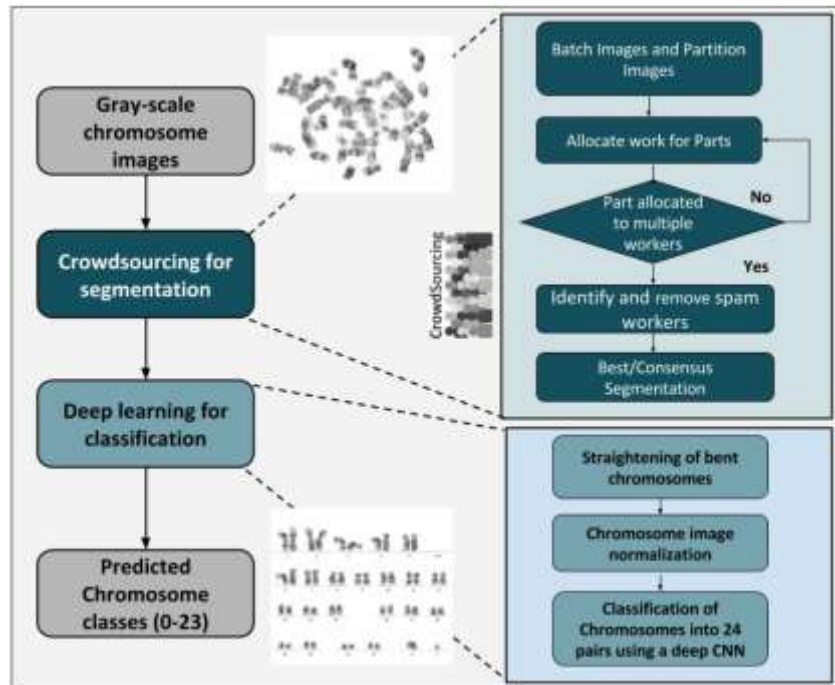 Gray-scale
chromosome
images
Crowdsourcing for
segmentation
Deep learning for
classification
Predicted
Chromosome
classes (0-23)
CrowdSourcing
Batch Images and Partition
Images
Allocate work for Parts
No
Part allocated
to multiple
workers
Yes
Identify and remove spam
workers
Best/Consensus
Segmentation
Straightening of bent
chromosomes
Chromosome image
normalization
Classification of
Chromosomes into 24
pairs using a deep CNN